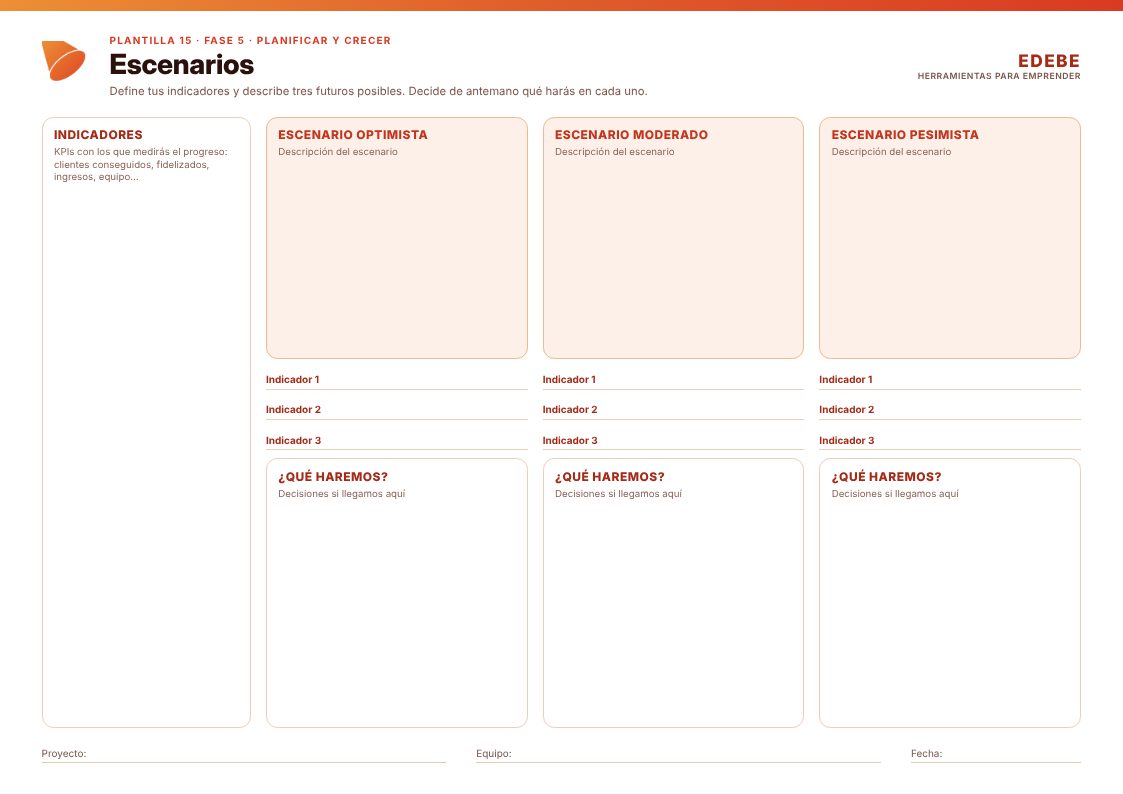 PLANTILLA 15 · FASE 5 · PLANIFICAR Y CRECER
Escenarios
Define tus indicadores y describe tres futuros posibles. Decide de antemano qué harás en cada uno.
EDEBE
HERRAMIENTAS PARA EMPRENDER
INDICADORES
KPIs con los que medirás el progreso:
clientes conseguidos, fidelizados,
ingresos, equipo...
ESCENARIO OPTIMISTA
Descripción del escenario
Indicador 1
Indicador 2
Indicador 3
¿QUÉ HAREMOS?
Decisiones si llegamos aquí
ESCENARIO MODERADO
Descripción del escenario
Indicador 1
Indicador 2
Indicador 3
¿QUÉ HAREMOS?
Decisiones si llegamos aquí
ESCENARIO PESIMISTA
Descripción del escenario
Indicador 1
Indicador 2
Indicador 3
¿QUÉ HAREMOS?
Decisiones si llegamos aquí
Proyecto:
Equipo:
Fecha: